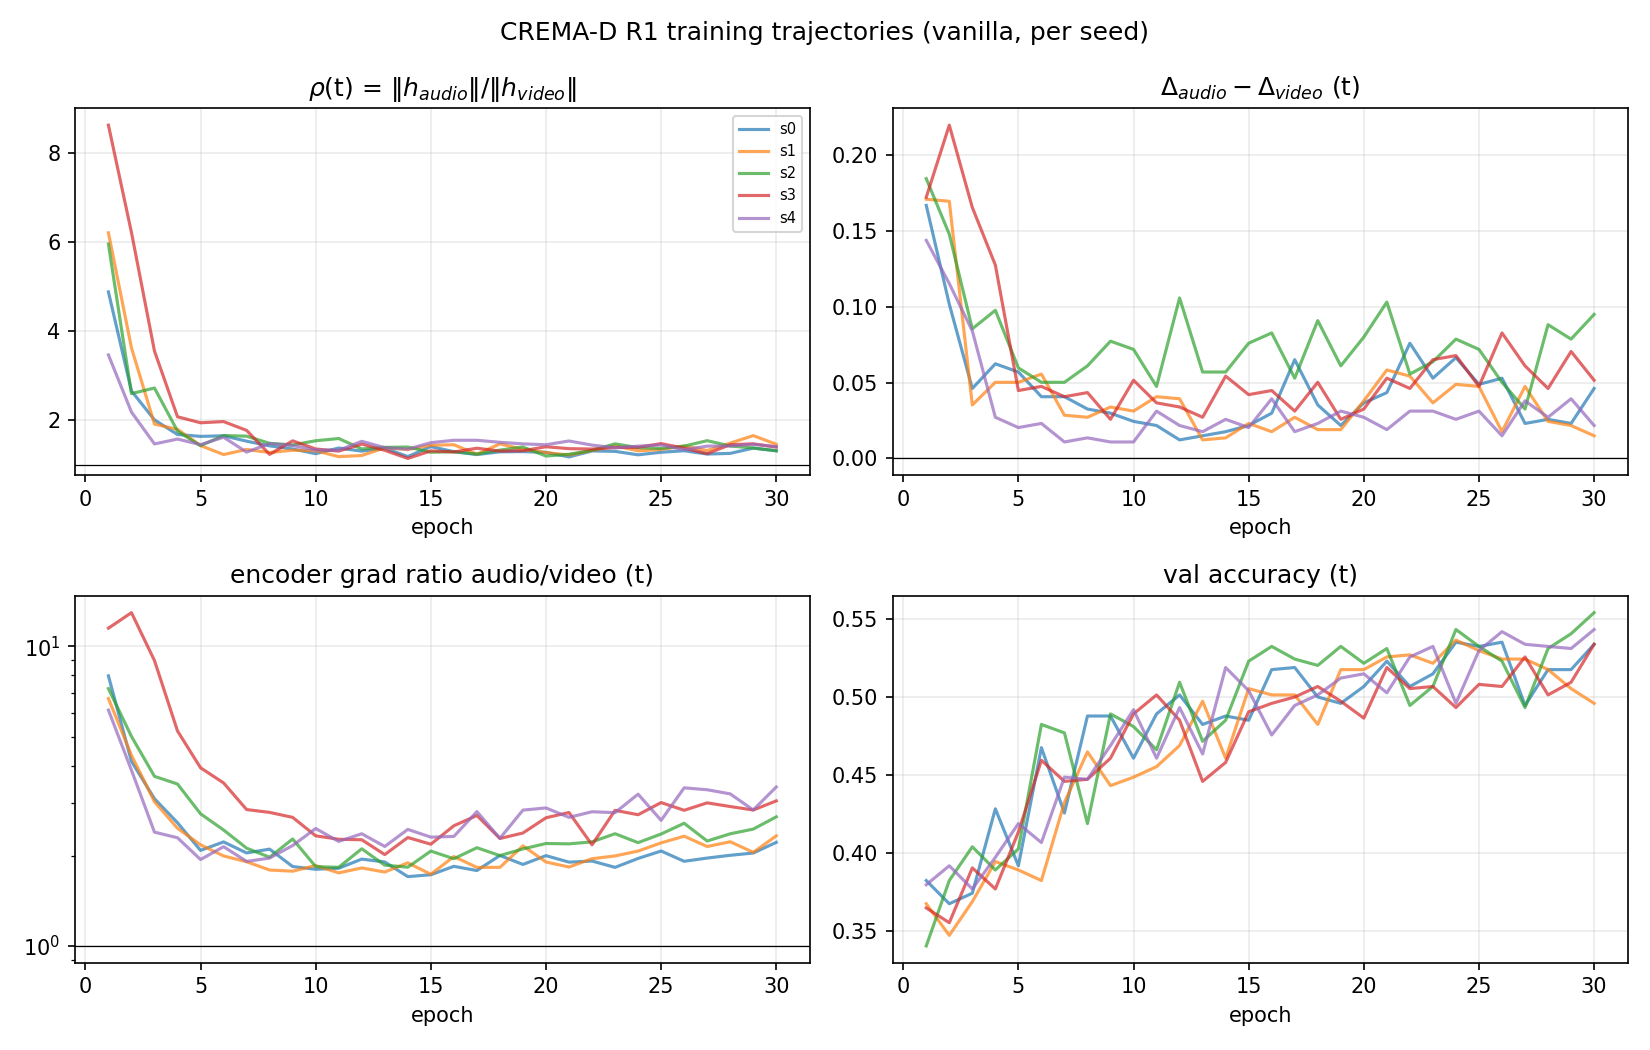 CREMA-D R1 training trajectories (vanilla, per seed)
ρ(t) = ‖h_audio‖/‖h_video‖
8
6
4
2
0 5 10 15 20 25 30
epoch
s0
s1
s2
s3
s4
Δ_audio − Δ_video (t)
0.20
0.15
0.10
0.05
0.00
0 5 10 15 20 25 30
epoch
encoder grad ratio audio/video (t)
10¹
10⁰
0 5 10 15 20 25 30
epoch
val accuracy (t)
0.55
0.50
0.45
0.40
0.35
0 5 10 15 20 25 30
epoch